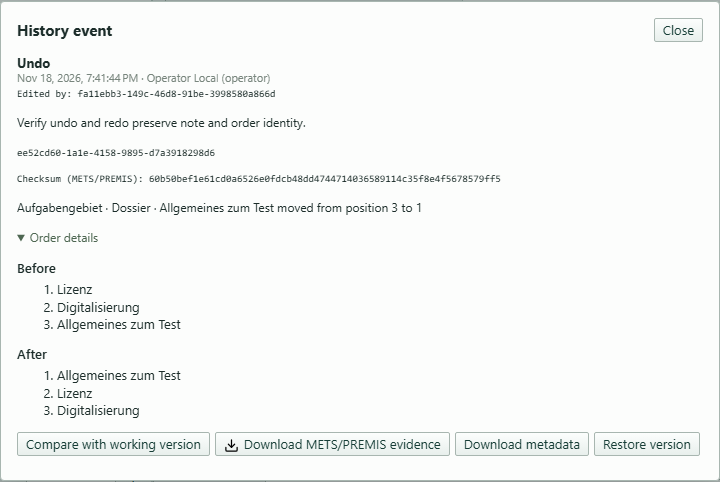 History event
Close
Undo
Nov 18, 2026, 7:41:44 PM · Operator Local (operator)
Edited by: fa11ebb3-149c-46d8-91be-3998580a866d
Verify undo and redo preserve note and order identity.
ee52cd60-1a1e-4158-9895-d7a3918298d6
Checksum (METS/PREMIS): 60b50bef1e61cd0a6526e0fdcb48dd4744714036589114c35f8e4f5678579ff5
Aufgabengebiet · Dossier · Allgemeines zum Test moved from position 3 to 1
▼ Order details
Before
1. Lizenz
2. Digitalisierung
3. Allgemeines zum Test
After
1. Allgemeines zum Test
2. Lizenz
3. Digitalisierung
Compare with working version
Download METS/PREMIS evidence
Download metadata
Restore version